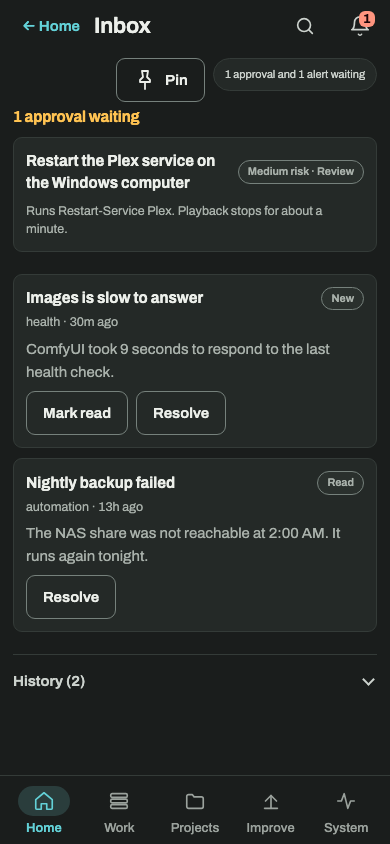 ← Home Inbox 1
Pin 1 approval and 1 alert waiting
1 approval waiting
Restart the Plex service on
the Windows computer
Medium risk · Review
Runs Restart-Service Plex. Playback stops for about a
minute.
Images is slow to answer New
health · 30m ago
ComfyUI took 9 seconds to respond to the last
health check.
Mark read Resolve
Nightly backup failed Read
automation · 13h ago
The NAS share was not reachable at 2:00 AM. It
runs again tonight.
Resolve
History (2)
Home Work Projects Improve System